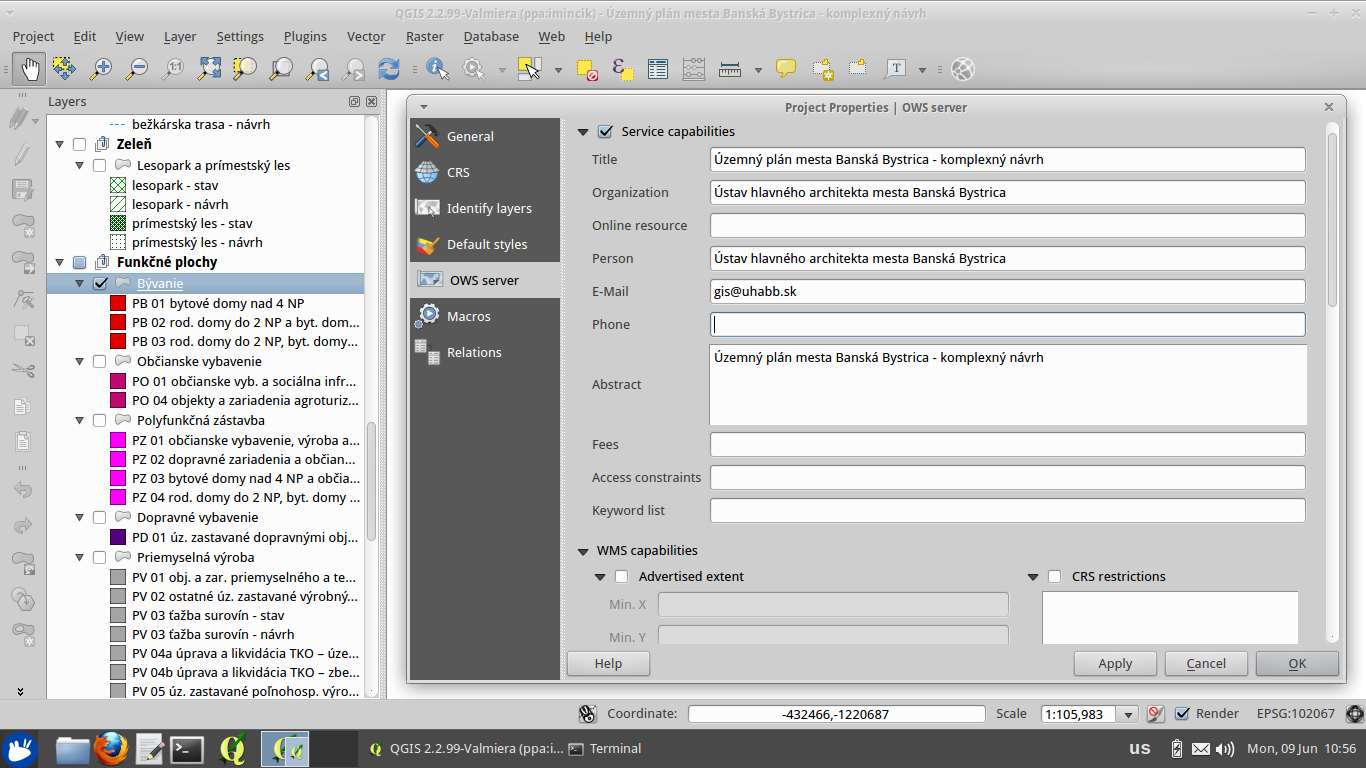 QGIS 2.2.99-Valmiera (ppa:imincik) - Územný plán mesta Banská Bystrica - komplexný návrh
Project Edit View Layer Settings Plugins Vector Raster Database Web Help
Layers
bežkárska trasa - návrh
Zeleň
Lesopark a prímestský les
lesopark - stav
lesopark - návrh
prímestský les - stav
prímestský les - návrh
Funkčné plochy
Bývanie
PB 01 bytové domy nad 4 NP
PB 02 rod. domy do 2 NP a byt. dom...
PB 03 rod. domy do 2 NP, byt. domy...
Občianske vybavenie
PO 01 občianske vyb. a sociálna infr...
PO 04 objekty a zariadenia agroturiz...
Polyfunkčná zástavba
PZ 01 občianske vybavenie, výroba a...
PZ 02 dopravné zariadenia a občian...
PZ 03 bytové domy nad 4 NP a občia...
PZ 04 rod. domy do 2 NP, byt. domy ...
Dopravné vybavenie
PD 01 úz. zastavané dopravnými obj...
Priemyselná výroba
PV 01 obj. a zar. priemyselného a te...
PV 02 ostatné úz. zastavané výrobný...
PV 03 ťažba surovín - stav
PV 03 ťažba surovín - návrh
PV 04a úprava a likvidácia TKO – úze...
PV 04b úprava a likvidácia TKO – zbe...
PV 05 úz. zastavané poľnohosp. výro...
Project Properties | OWS server
General
CRS
Identify layers
Default styles
OWS server
Macros
Relations
Service capabilities
Title Územný plán mesta Banská Bystrica - komplexný návrh
Organization Ústav hlavného architekta mesta Banská Bystrica
Online resource
Person Ústav hlavného architekta mesta Banská Bystrica
E-Mail gis@uhabb.sk
Phone
Abstract Územný plán mesta Banská Bystrica - komplexný návrh
Fees
Access constraints
Keyword list
WMS capabilities
Advertised extent CRS restrictions
Min. X
Min. Y
Help Apply Cancel OK
Coordinate: -432466,-1220687 Scale 1:105,983 Render EPSG:102067
QGIS 2.2.99-Valmiera (ppa:i... Terminal us Mon, 09 Jun 10:56